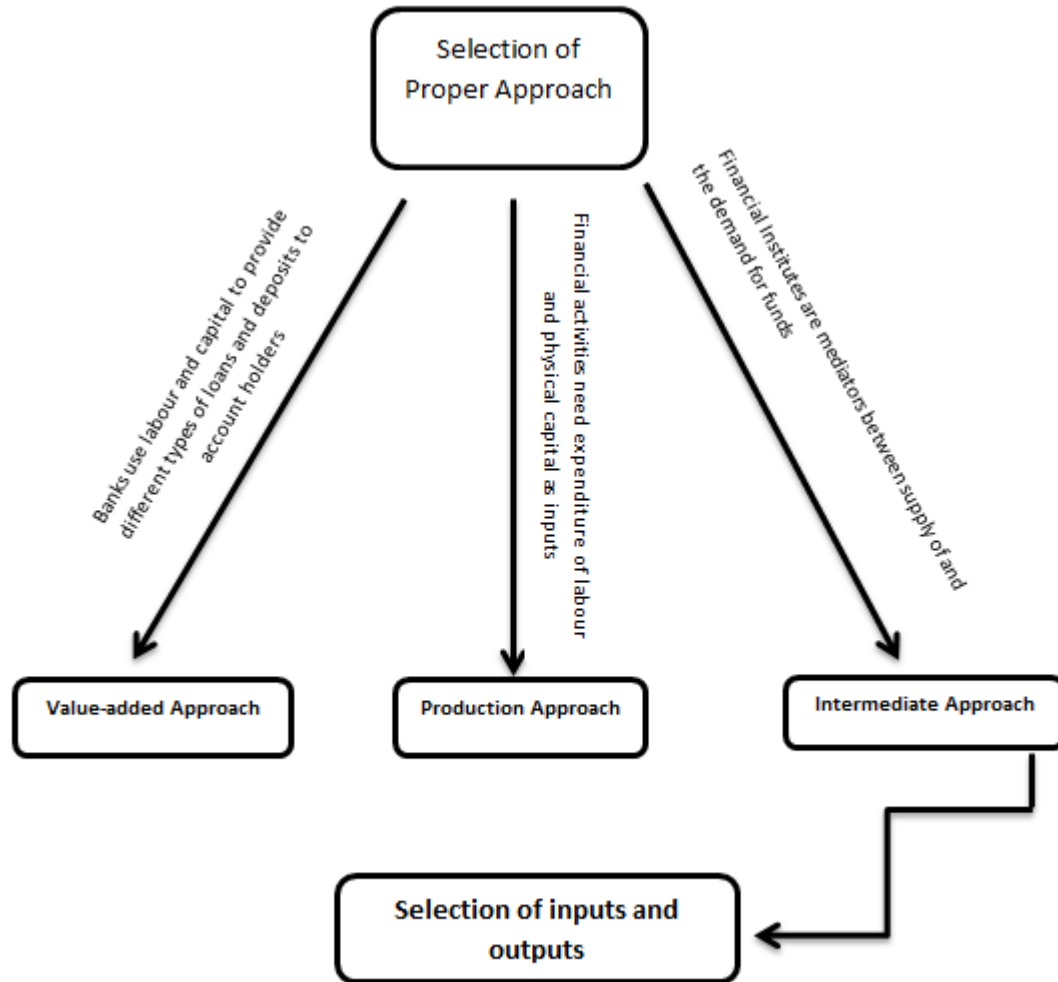 Selection of
Proper Approach
Banks use labour and capital to provide
different types of loans and deposits to
account holders
Financial activities need expenditure of labour
and physical capital as inputs
Financial Institutes are mediators between supply of and
the demand for funds
Value-added Approach
Production Approach
Intermediate Approach
Selection of inputs and
outputs